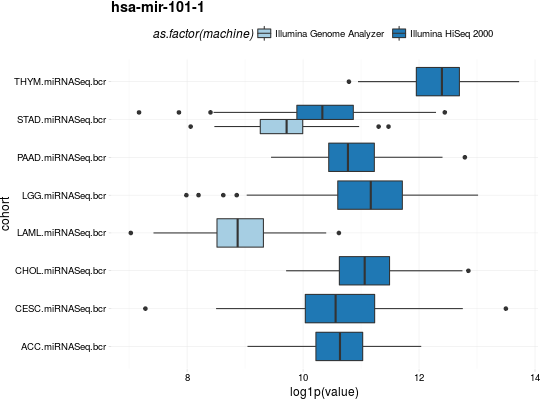 hsa-mir-101-1
as.factor(machine) Illumina Genome Analyzer Illumina HiSeq 2000
THYM.miRNASeq.bcr
STAD.miRNASeq.bcr
PAAD.miRNASeq.bcr
LGG.miRNASeq.bcr
LAML.miRNASeq.bcr
CHOL.miRNASeq.bcr
CESC.miRNASeq.bcr
ACC.miRNASeq.bcr
cohort
8 10 12 14
log1p(value)